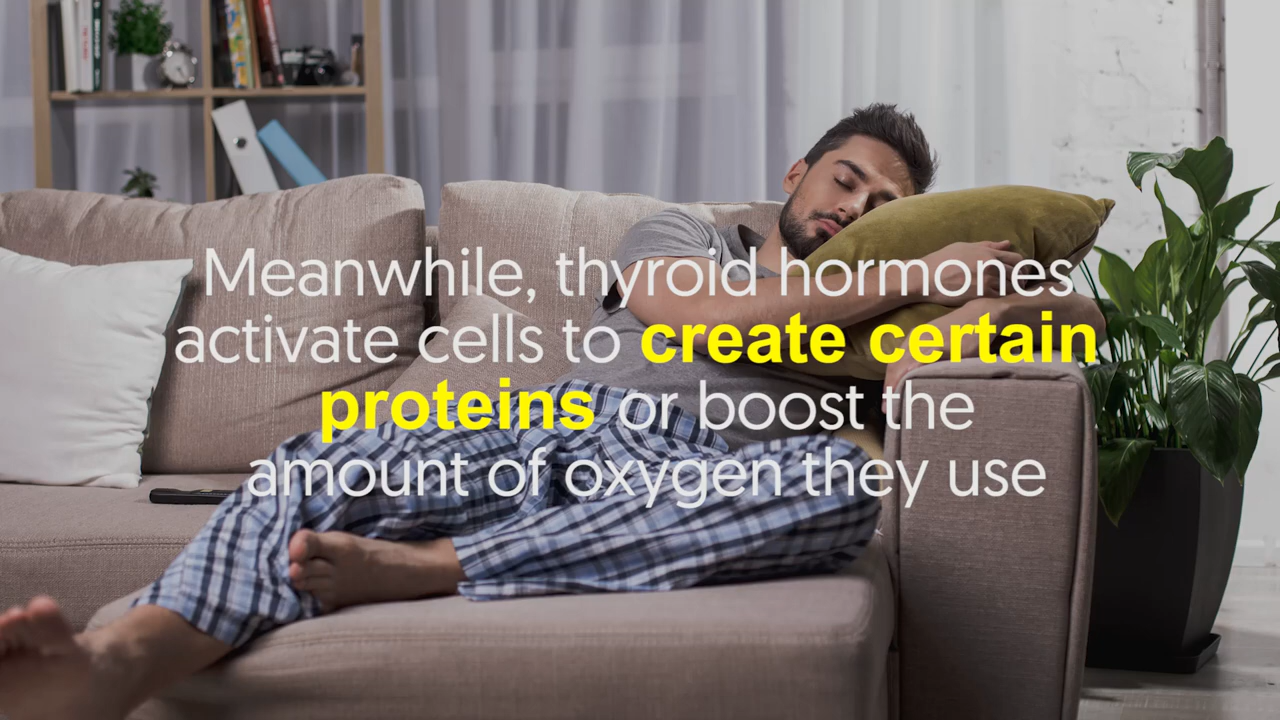 Meanwhile, thyroid hormones
activate cells to create certain
proteins or boost the
amount of oxygen they use